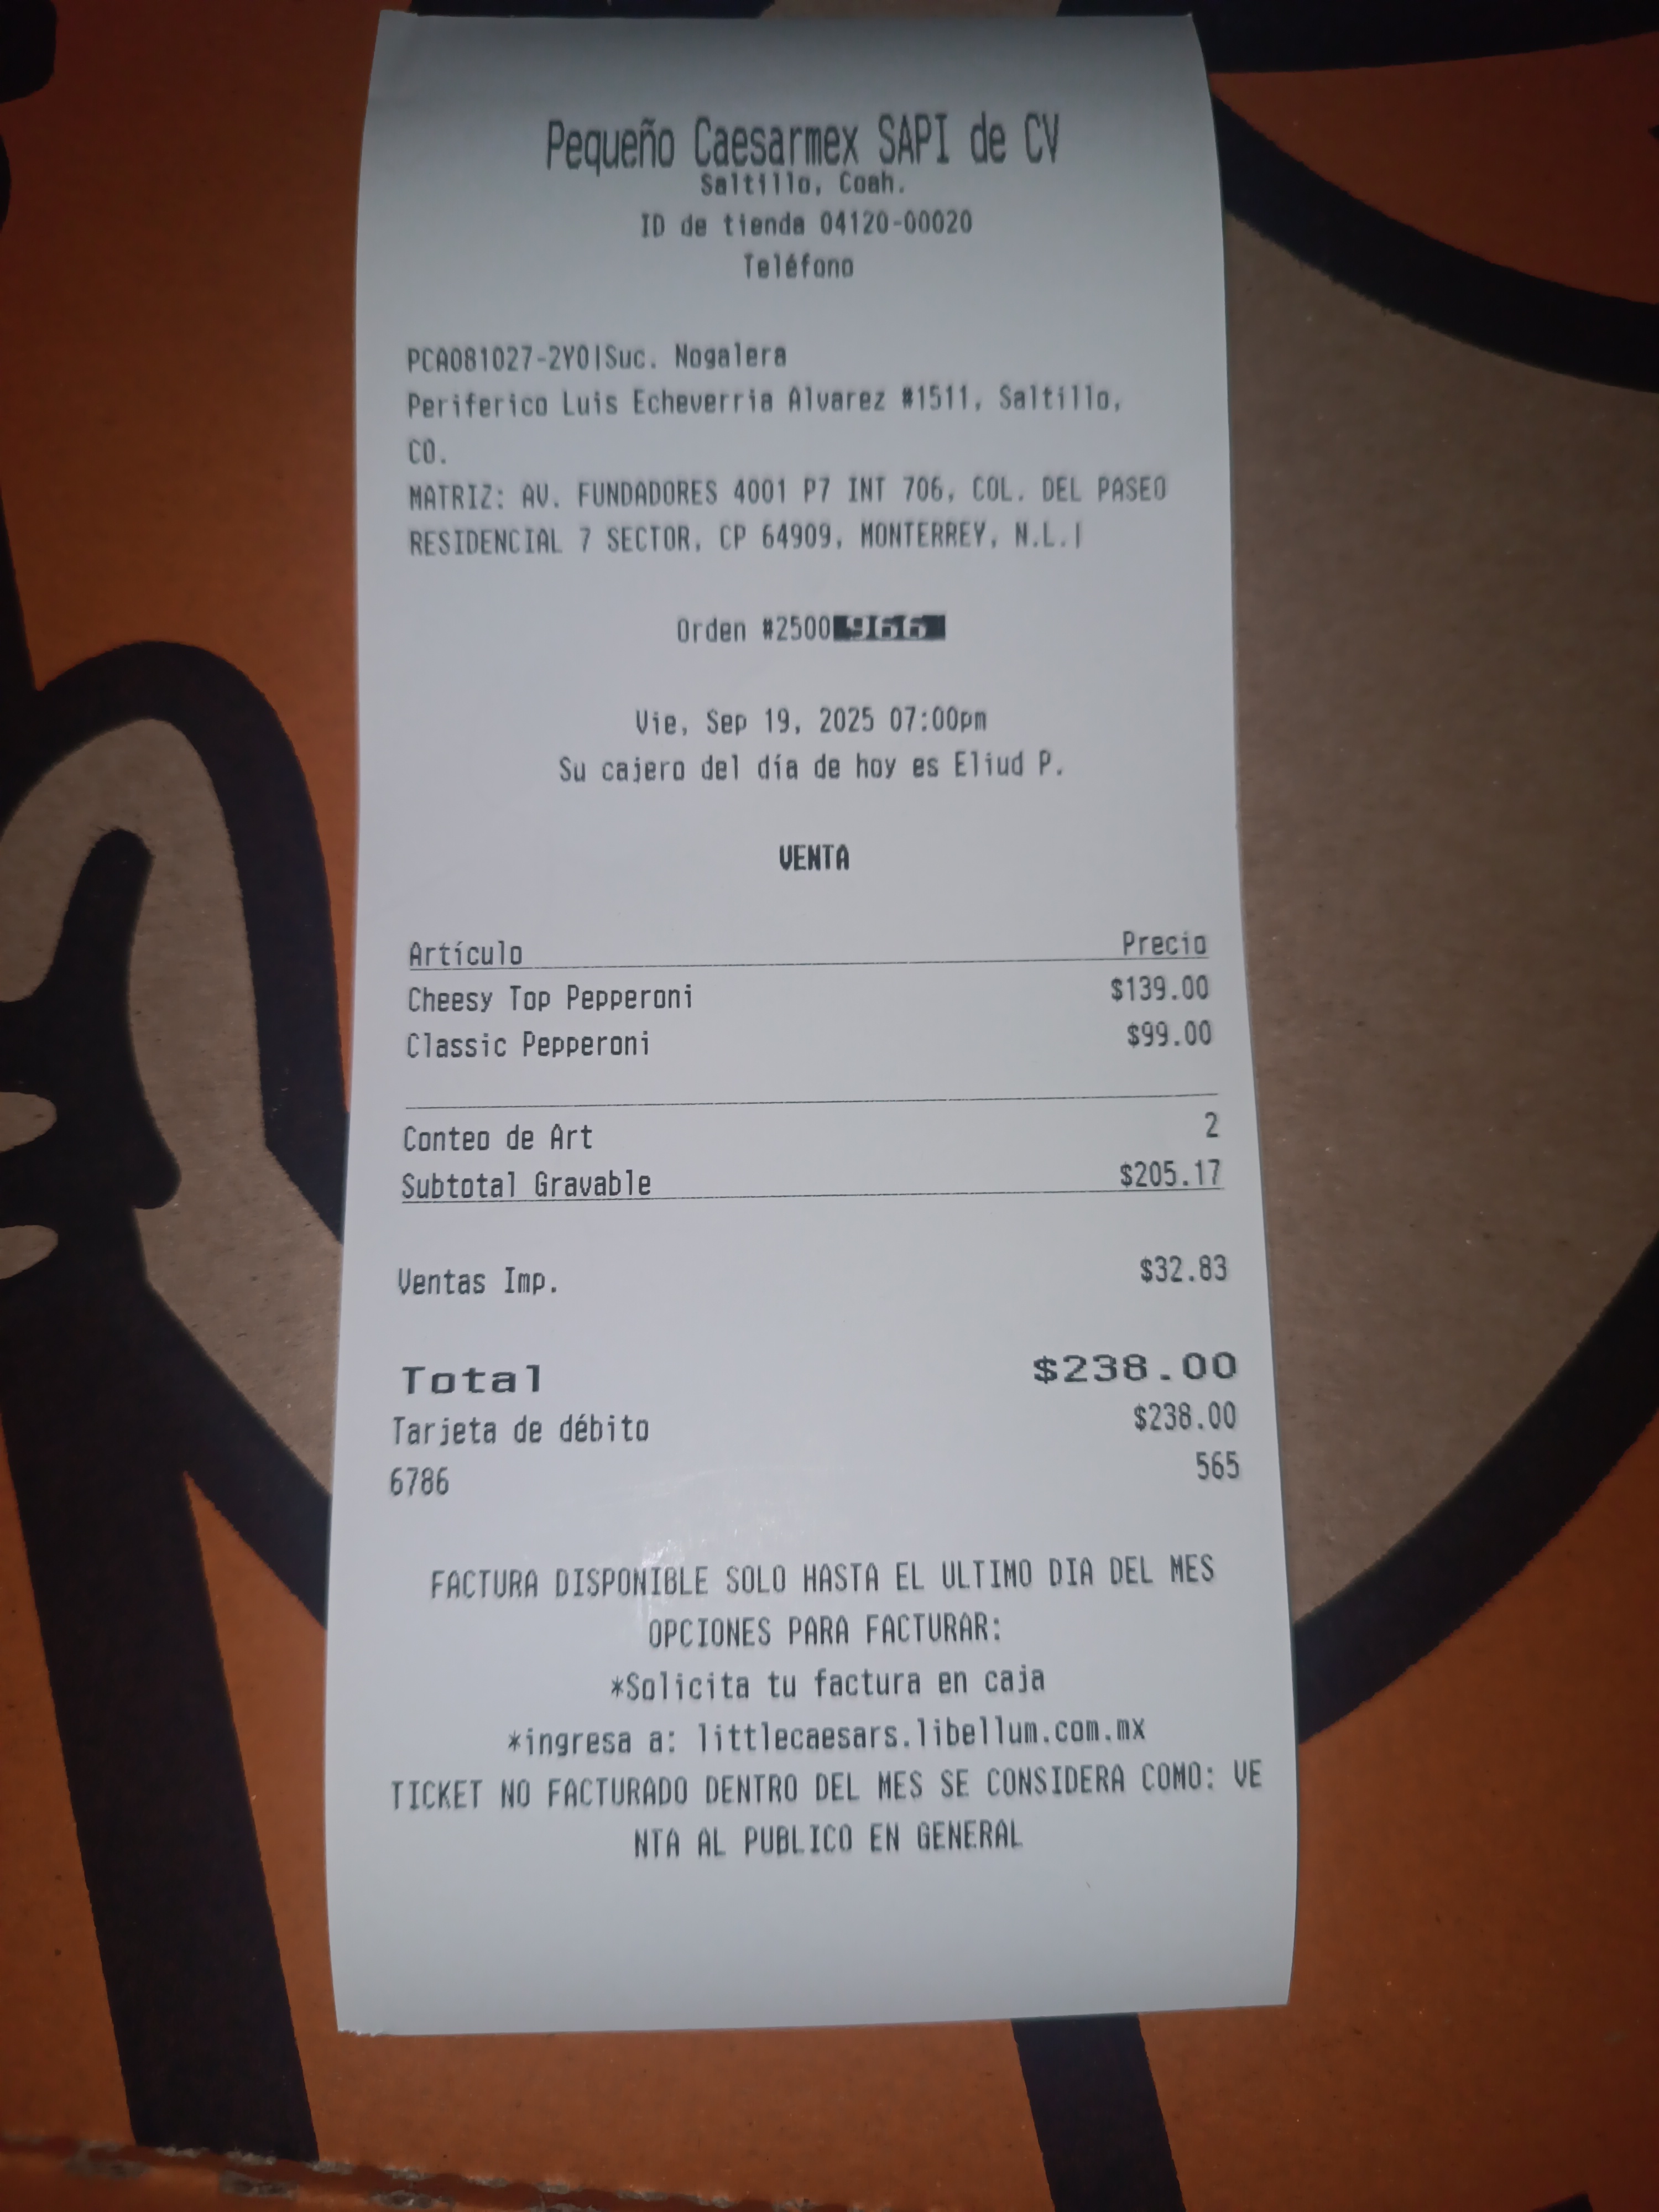 Pequeño Caesarmex SAPI de CV
Saltillo, Coah.
ID de tienda 04120-00020
Teléfono
PCA081027-2Y0|Suc. Nogalera
Periferico Luis Echeverria Alvarez #1511, Saltillo,
CO.
MATRIZ: AV. FUNDADORES 4001 P7 INT 706, COL. DEL PASEO
RESIDENCIAL 7 SECTOR, CP 64909, MONTERREY, N.L.|
Orden #2500966
Vie, Sep 19, 2025 07:00pm
Su cajero del día de hoy es Eliud P.
VENTA
Artículo Precio
Cheesy Top Pepperoni $139.00
Classic Pepperoni $99.00
Conteo de Art 2
Subtotal Gravable $205.17
Ventas Imp. $32.83
Total $238.00
Tarjeta de débito $238.00
6786 565
FACTURA DISPONIBLE SOLO HASTA EL ULTIMO DIA DEL MES
OPCIONES PARA FACTURAR:
*Solicita tu factura en caja
*ingresa a: littlecaesars.libellum.com.mx
TICKET NO FACTURADO DENTRO DEL MES SE CONSIDERA COMO: VE
NTA AL PUBLICO EN GENERAL